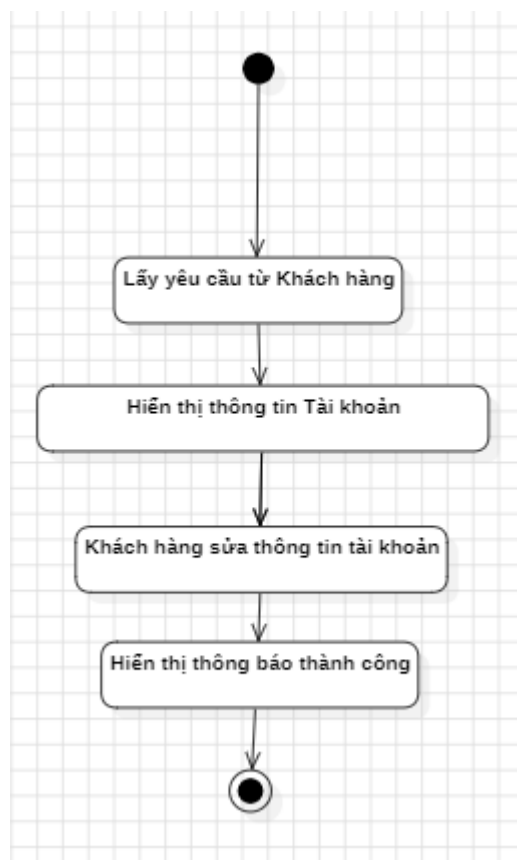 Lấy yêu cầu từ Khách hàng
Hiển thị thông tin Tài khoản
Khách hàng sửa thông tin tài khoản
Hiển thị thông báo thành công